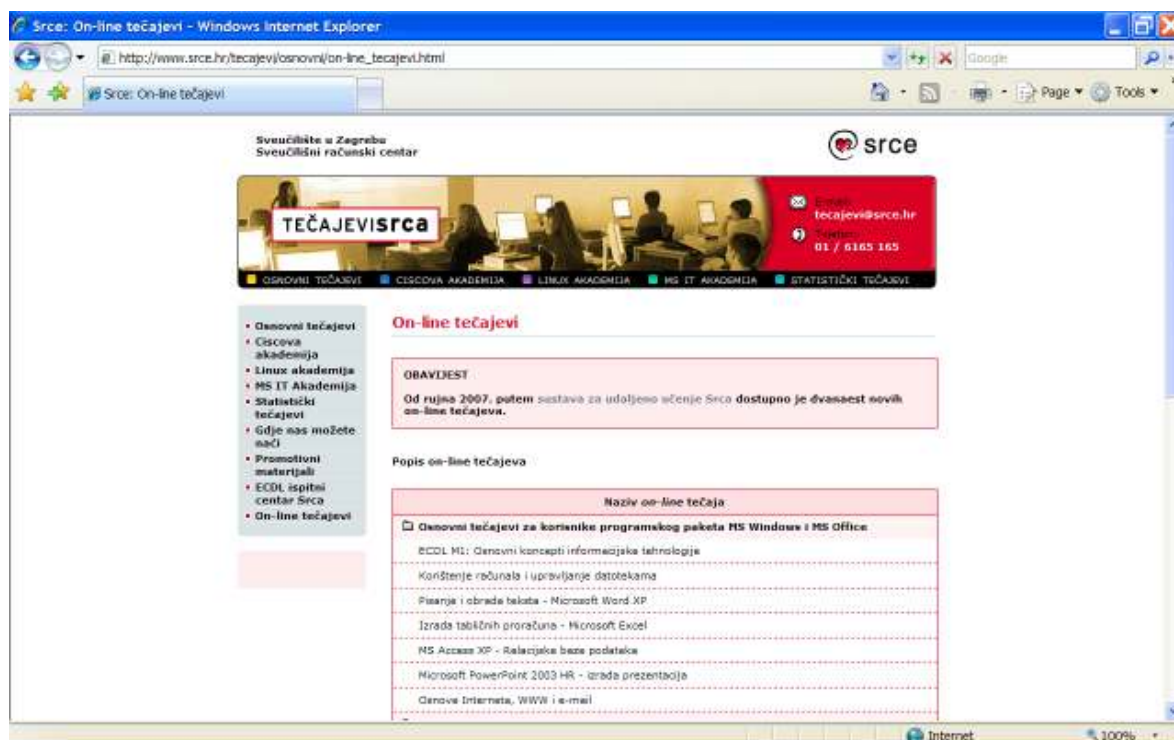 Srce: On-line tečajevi - Windows Internet Explorer
http://www.srce.hr/tecajevi/osnovni/on-line_tecajevi.html
Google
Srce: On-line tečajevi
Page
Tools
Sveučilište u Zagrebu
Sveučilišni računski centar
srce
TEČAJEVIsrca
E-mail:
tecajevi@srce.hr
Telefon:
01 / 6165 165
OSNOVNI TEČAJEVI
CISCOVA AKADEMIJA
LINUX AKADEMIJA
MS IT AKADEMIJA
STATISTIČKI TEČAJEVI
• Osnovni tečajevi
• Ciscova
akademija
• Linux akademija
• MS IT Akademija
• Statistički
tečajevi
• Gdje nas možete
naći
• Promotivni
materijali
• ECDL ispitni
centar Srca
• On-line tečajevi
On-line tečajevi
OBAVIJEST
Od rujna 2007. putem sustava za udaljeno učenje Srca dostupno je dvanaest novih
on-line tečajeva.
Popis on-line tečajeva
Naziv on-line tečaja
Osnovni tečajevi za korisnike programskog paketa MS Windows i MS Office
ECDL M1: Osnovni koncepti informacijske tehnologije
Korištenje računala i upravljanje datotekama
Pisanje i obrada teksta - Microsoft Word XP
Izrada tabličnih proračuna - Microsoft Excel
MS Access XP - Relacijske baze podataka
Microsoft PowerPoint 2003 HR - izrada prezentacija
Osnove Interneta, WWW i e-mail
Internet
100%